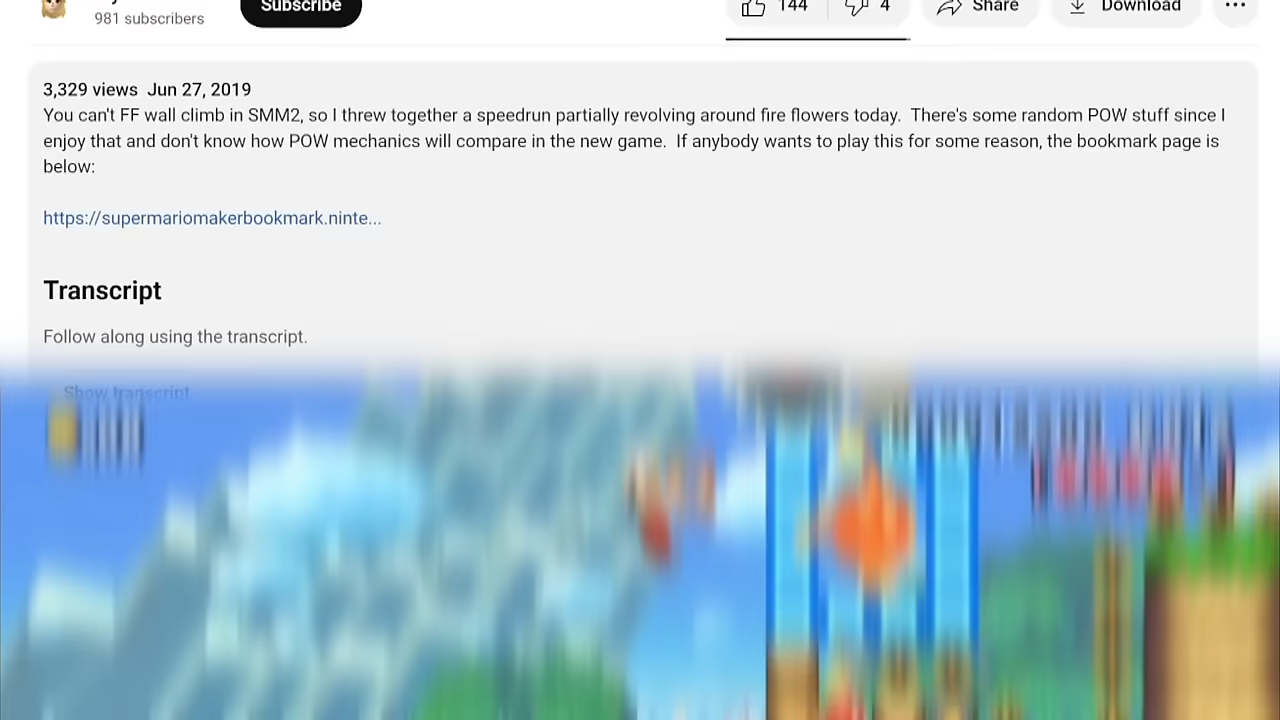 981 subscribers
Subscribe
144
4
Share
Download
3,329 views Jun 27, 2019
You can't FF wall climb in SMM2, so I threw together a speedrun partially revolving around fire flowers today. There's some random POW stuff since I
enjoy that and don't know how POW mechanics will compare in the new game. If anybody wants to play this for some reason, the bookmark page is
below:
https://supermariomakerbookmark.ninte...
Transcript
Follow along using the transcript.
Show transcript